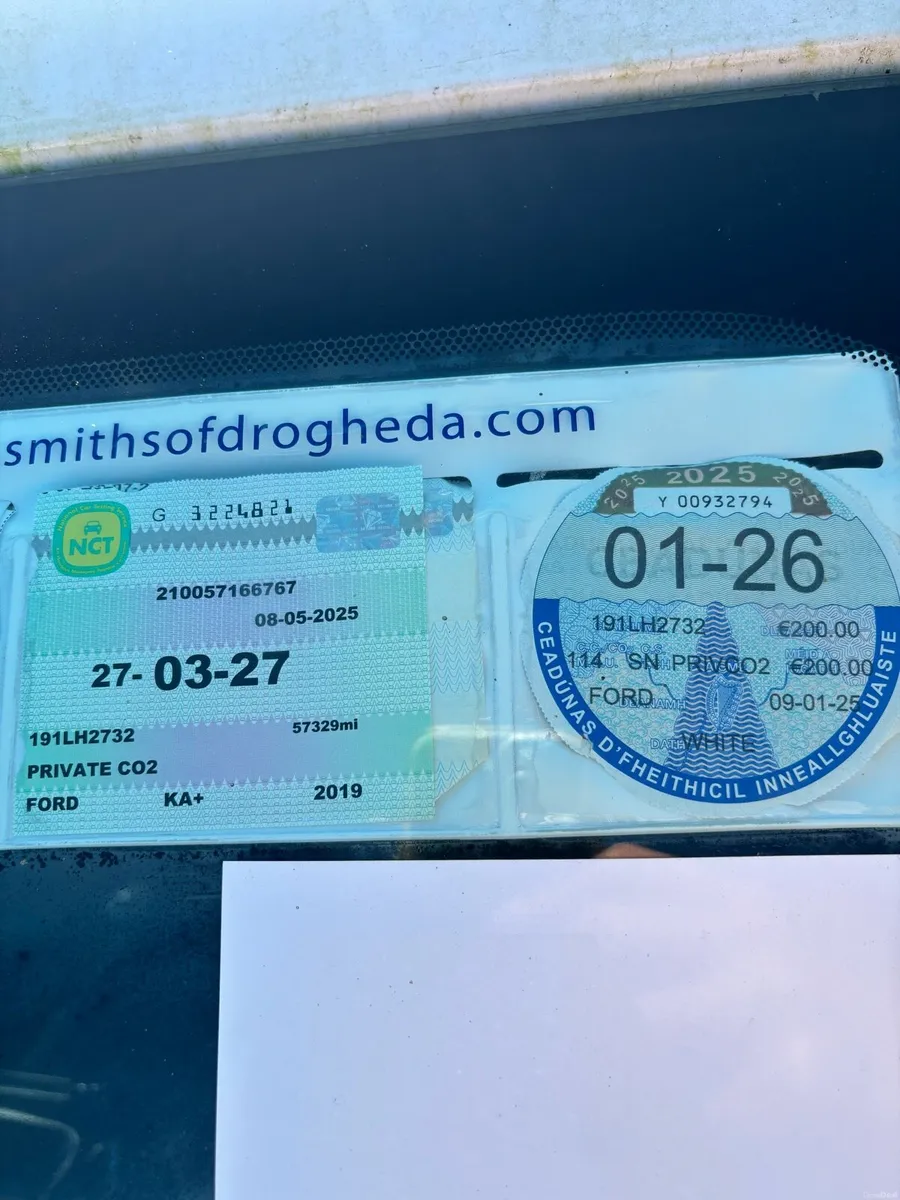 smithsofdrogheda.com
NCT
G 3224821
210057166767
08-05-2025
27- 03-27
191LH2732 57329mi
PRIVATE CO2
FORD KA+ 2019
2025 2025 2025
Y 00932794
01-26
191LH2732 €200.00
114 SN PRIVCO2 €200.00
FORD 09-01-25
WHITE
CEADÚNAS D'FHEITHICIL INNEALLGHLUAISTE